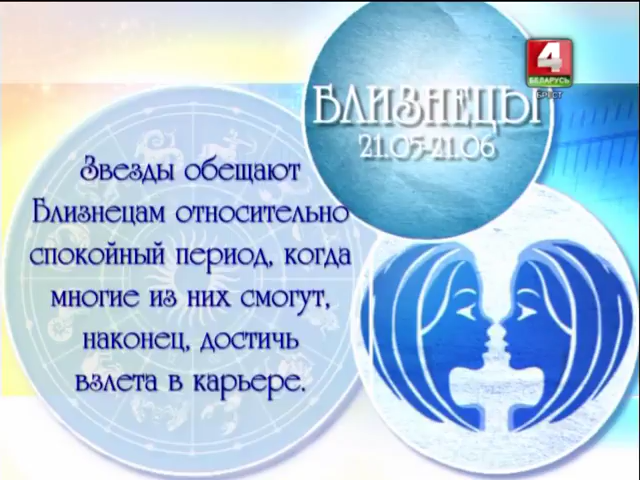 4
БЕЛАРУСЬ
БРЕСТ
БЛИЗНЕЦЫ
21.05-21.06
Звезды обещают
Близнецам относительно
спокойный период, когда
многие из них смогут,
наконец, достичь
взлета в карьере.